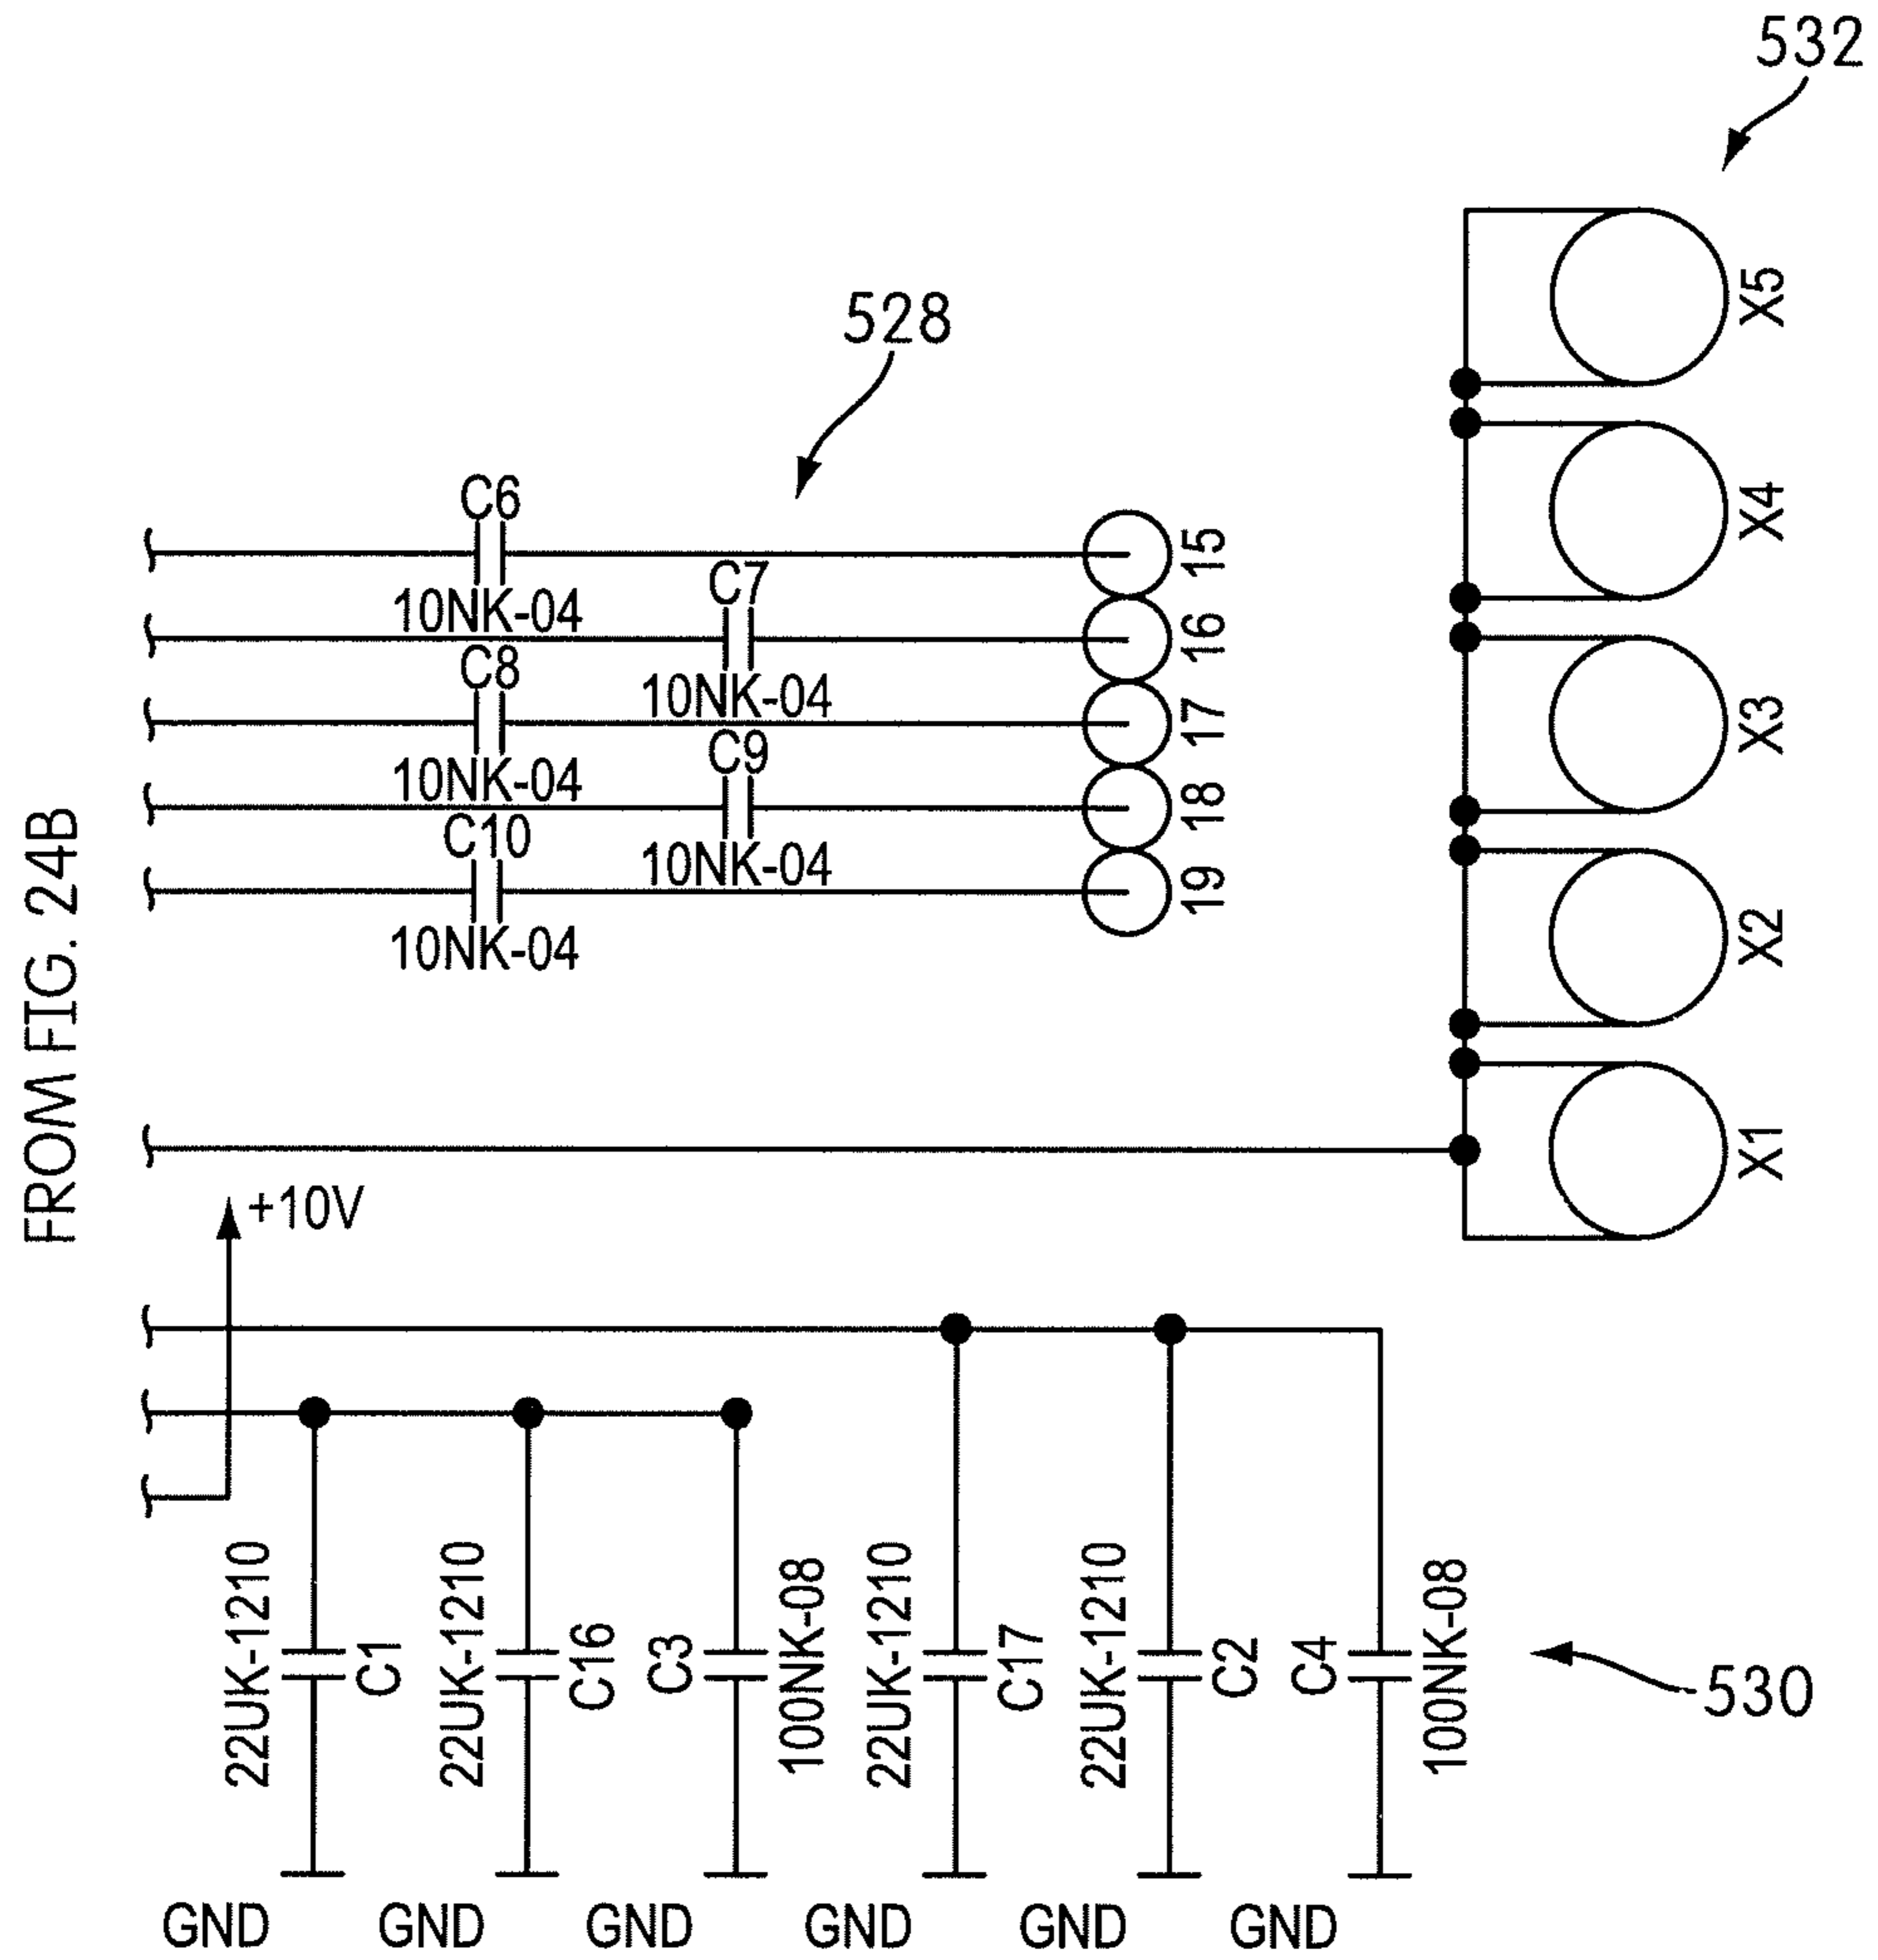 532
528
C6
10NK-04
C7
10NK-04
C8
10NK-04
C9
10NK-04
C10
10NK-04
15
16
17
18
19
X5
X4
X3
X2
X1
FROM FIG. 24B
+10V
22UK-1210
C1
22UK-1210
C16
C3
100NK-08
22UK-1210
C17
22UK-1210
C2
C4
100NK-08
530
GND
GND
GND
GND
GND
GND